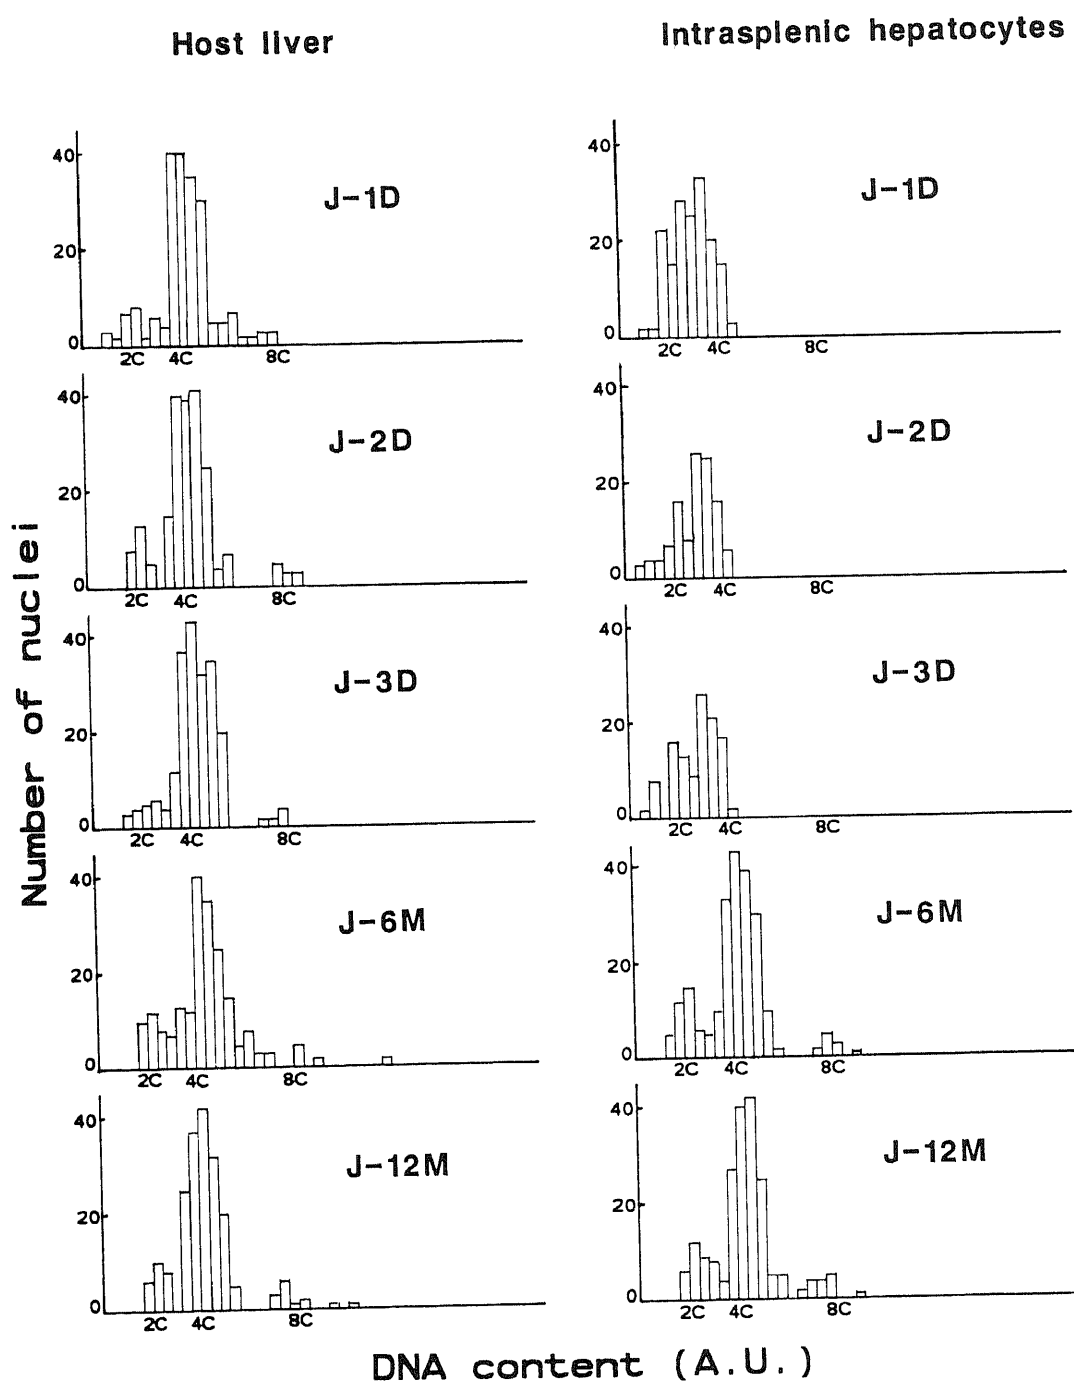 Host liver
Intrasplenic hepatocytes
Number of nuclei
40
20
0
J-1D
2C 4C 8C
40
20
0
J-1D
2C 4C 8C
40
20
0
J-2D
2C 4C 8C
40
20
0
J-2D
2C 4C 8C
40
20
0
J-3D
2C 4C 8C
40
20
0
J-3D
2C 4C 8C
40
20
0
J-6M
2C 4C 8C
40
20
0
J-6M
2C 4C 8C
40
20
0
J-12M
2C 4C 8C
40
20
0
J-12M
2C 4C 8C
DNA content (A.U.)